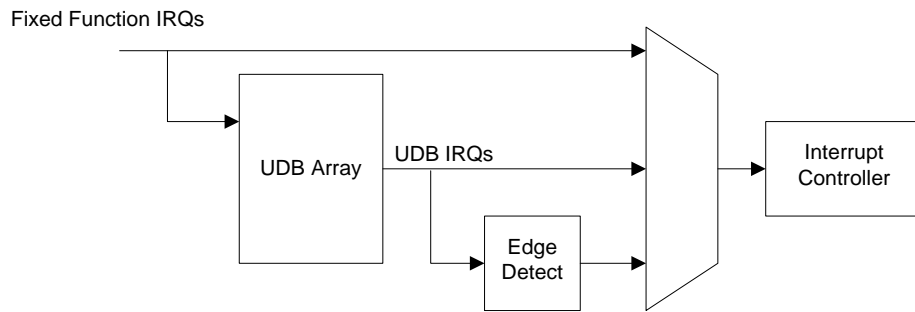 Fixed Function IRQs
UDB Array
UDB IRQs
Edge
Detect
Interrupt
Controller